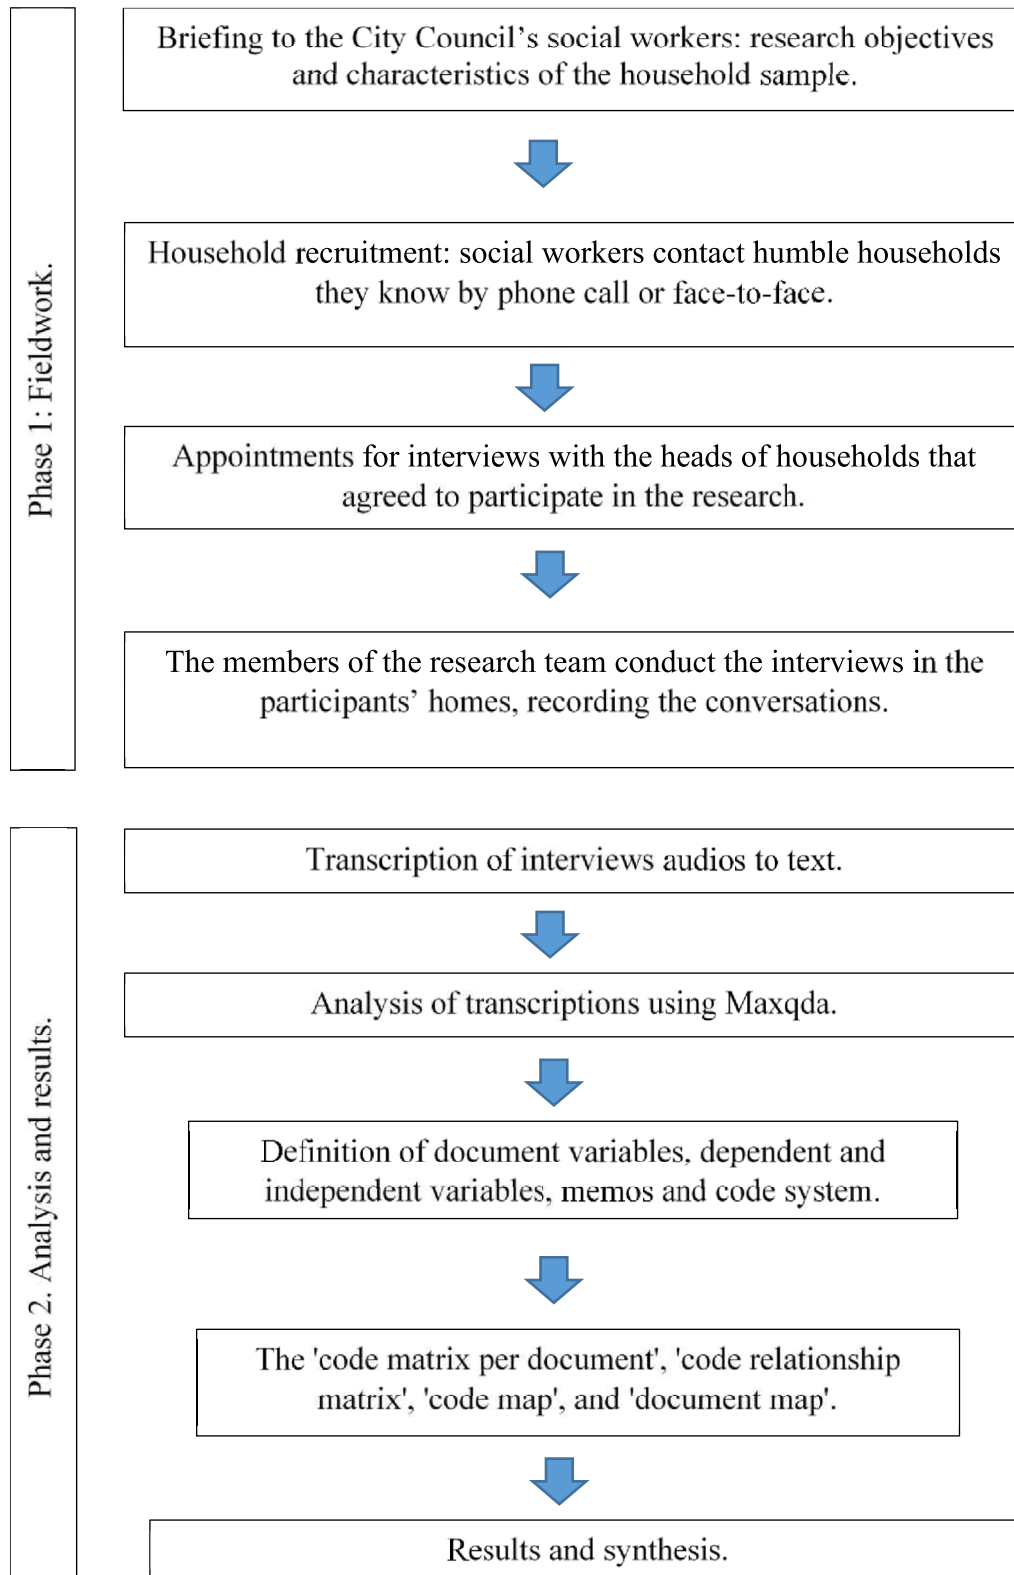 Phase 1: Fieldwork.
Briefing to the City Council’s social workers: research objectives
and characteristics of the household sample.
Household recruitment: social workers contact humble households
they know by phone call or face-to-face.
Appointments for interviews with the heads of households that
agreed to participate in the research.
The members of the research team conduct the interviews in the
participants’ homes, recording the conversations.
Phase 2. Analysis and results.
Transcription of interviews audios to text.
Analysis of transcriptions using Maxqda.
Definition of document variables, dependent and
independent variables, memos and code system.
The 'code matrix per document', 'code relationship
matrix', 'code map', and 'document map'.
Results and synthesis.